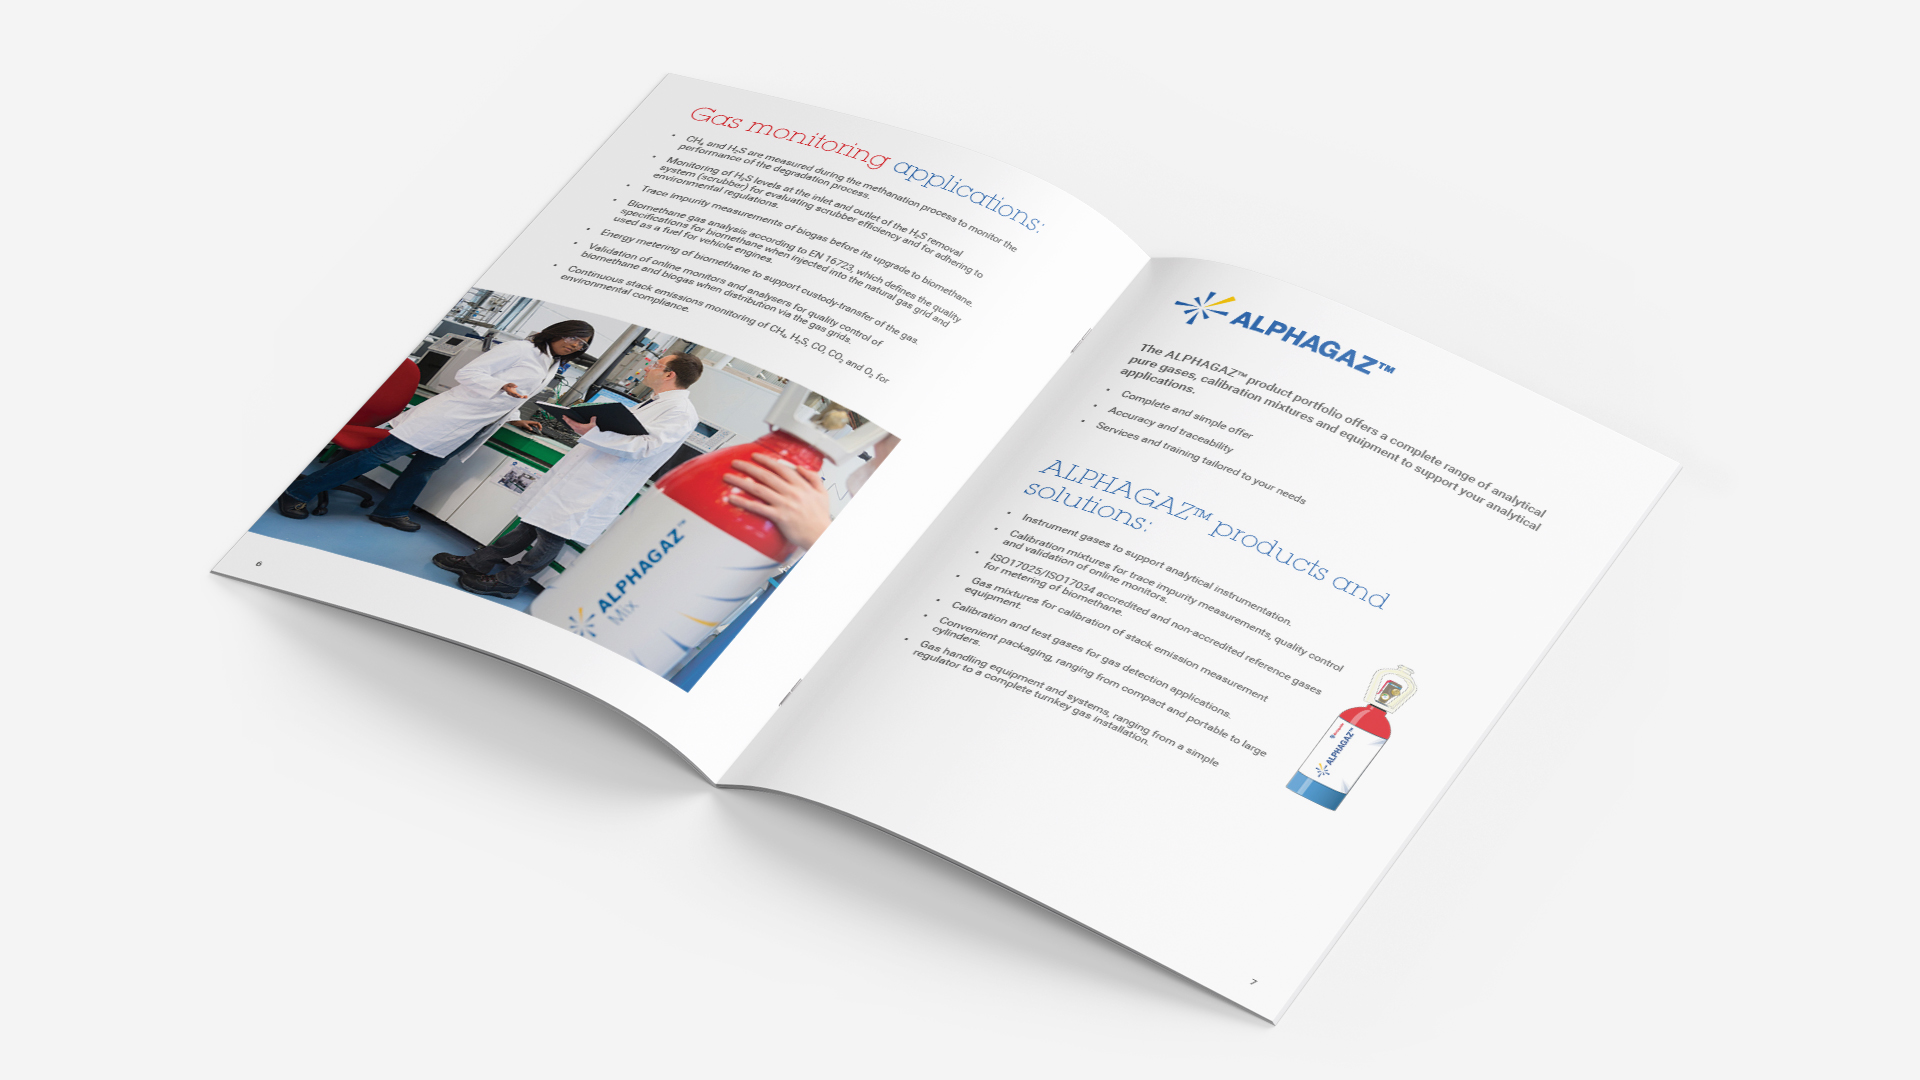 Gas monitoring applications:
• CH₄ and H₂S are measured during the methanation process to monitor the
performance of the degradation process.
• Monitoring of H₂S levels at the inlet and outlet of the H₂S removal
system (scrubber) for evaluating scrubber efficiency and for adhering to
environmental regulations.
• Trace impurity measurements of biogas before its upgrade to biomethane.
• Biomethane gas analysis according to EN 16723, which defines the quality
specifications for biomethane when injected into the natural gas grid and
used as a fuel for vehicle engines.
• Energy metering of biomethane to support custody-transfer of the gas.
• Validation of online monitors and analysers for quality control of
biomethane and biogas when distribution via the gas grids.
• Continuous stack emissions monitoring of CH₄, H₂S, CO, CO₂ and O₂ for
environmental compliance.
ALPHAGAZ™
Mix
6
ALPHAGAZ™
The ALPHAGAZ™ product portfolio offers a complete range of analytical
pure gases, calibration mixtures and equipment to support your analytical
applications.
• Complete and simple offer
• Accuracy and traceability
• Services and training tailored to your needs
ALPHAGAZ™ products and
solutions:
• Instrument gases to support analytical instrumentation.
• Calibration mixtures for trace impurity measurements, quality control
and validation of online monitors.
• ISO17025/ISO17034 accredited and non-accredited reference gases
for metering of biomethane.
• Gas mixtures for calibration of stack emission measurement
equipment.
• Calibration and test gases for gas detection applications.
• Convenient packaging, ranging from compact and portable to large
cylinders.
• Gas handling equipment and systems, ranging from a simple
regulator to a complete turnkey gas installation.
ALPHAGAZ™
7